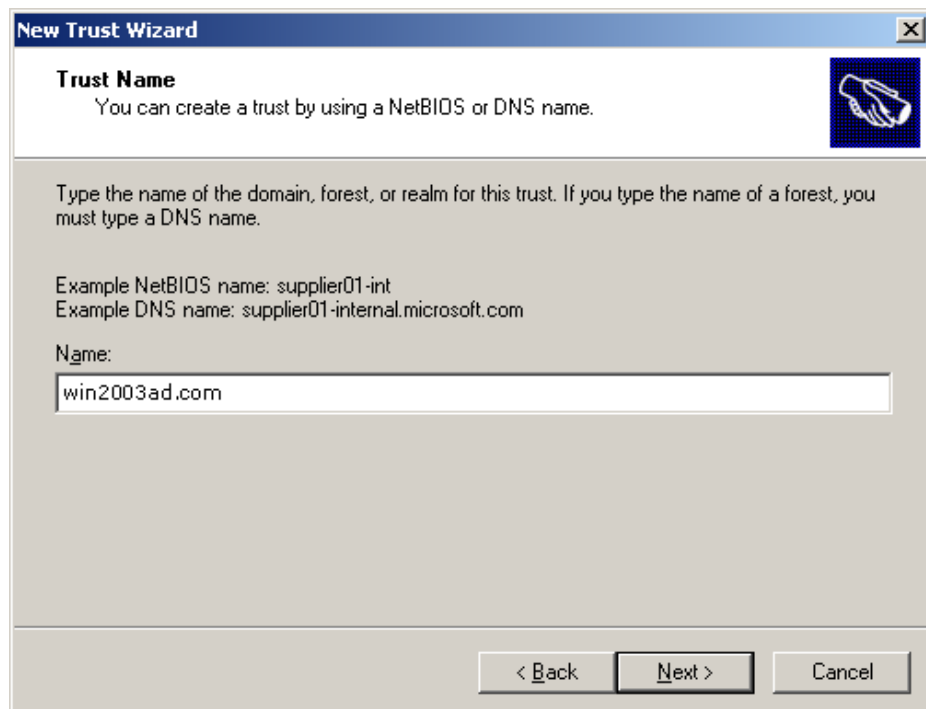 New Trust Wizard
Trust Name
You can create a trust by using a NetBIOS or DNS name.
Type the name of the domain, forest, or realm for this trust. If you type the name of a forest, you
must type a DNS name.
Example NetBIOS name: supplier01-int
Example DNS name: supplier01-internal.microsoft.com
Name:
win2003ad.com
< Back Next > Cancel